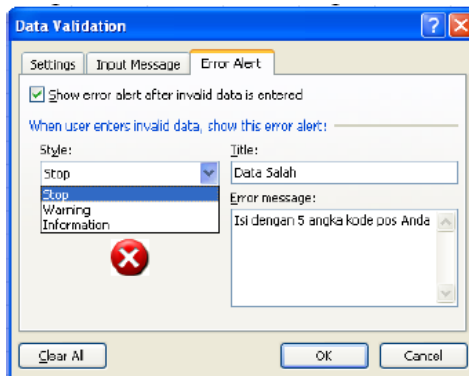 Data Validation
Settings
Input Message
Error Alert
Show error alert after invalid data is entered
When user enters invalid data, show this error alert:
Style:
Title:
Stop
Data Salah
Stop
Warning
Information
Error message:
Isi dengan 5 angka kode pos Anda
Clear All
OK
Cancel